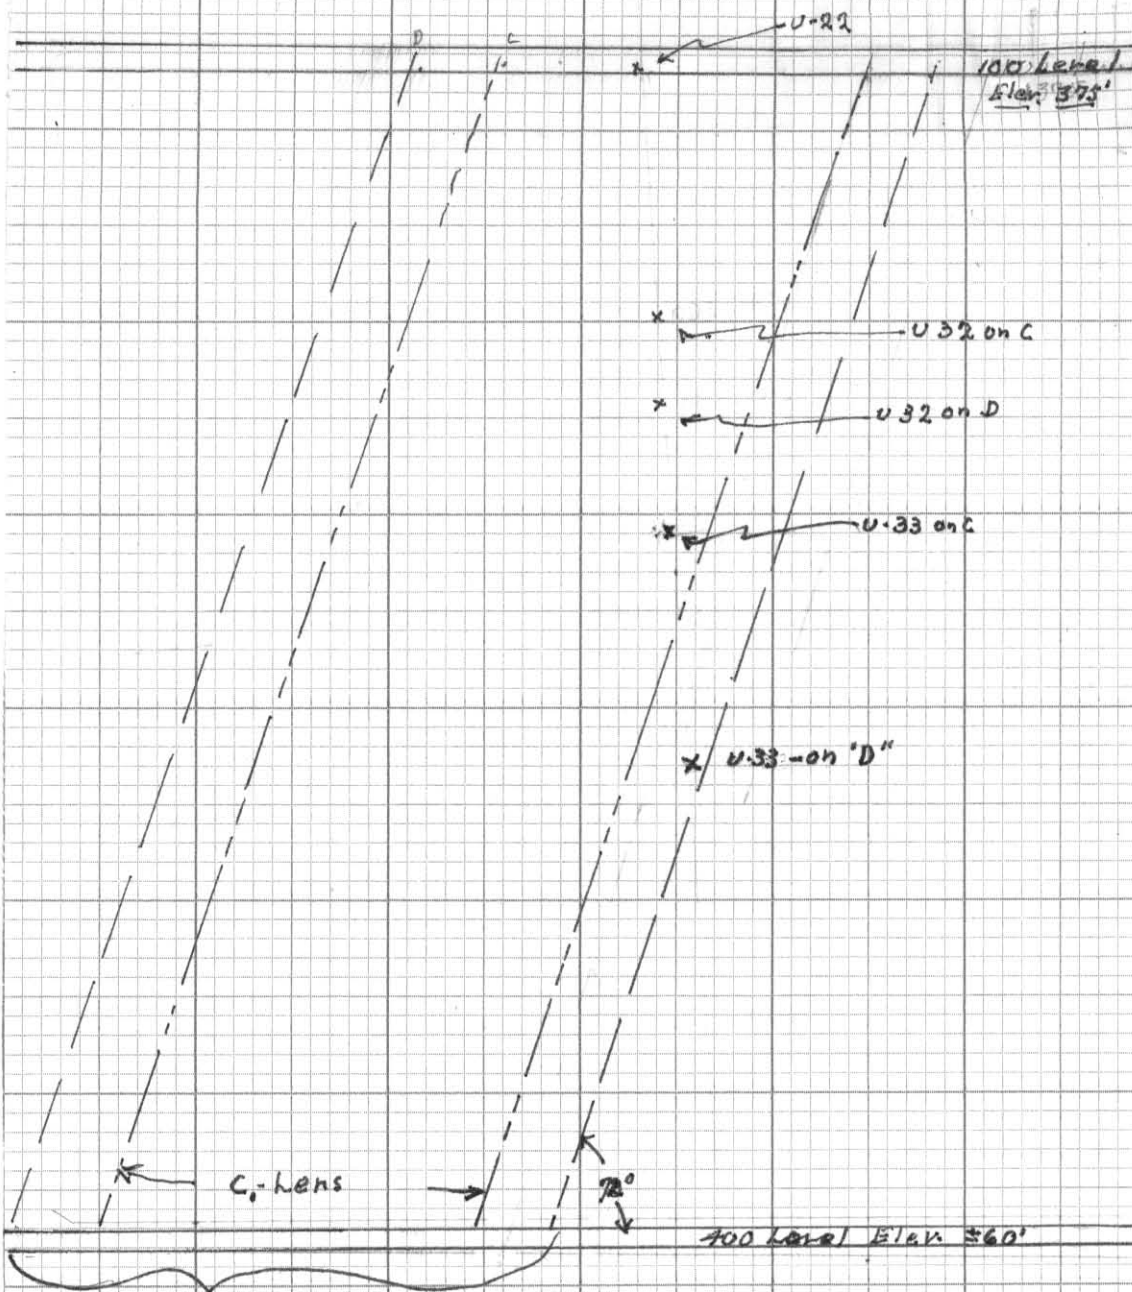 U-22
D
C
100 Level
Elev. 375'
U 32 on C
U 32 on D
U-33 on C
U-33-on "D"
C,-Lens
72°
400 Level Elev. ±60'